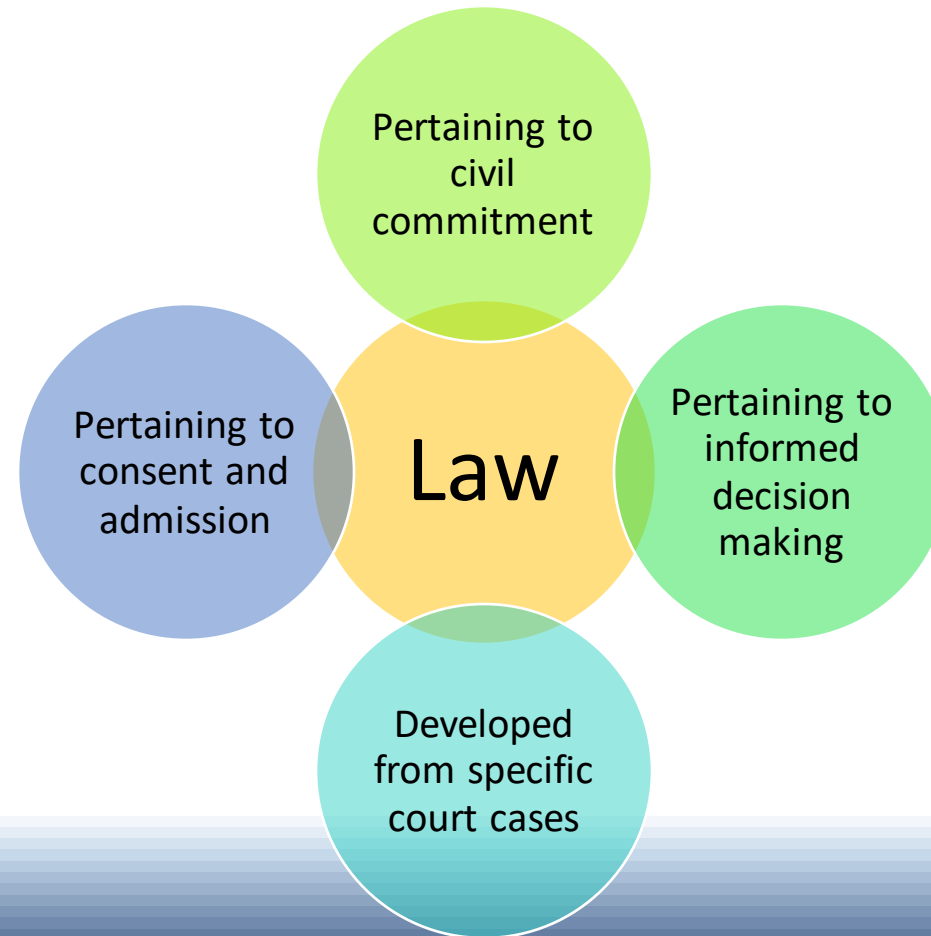 Pertaining to
civil
commitment
Pertaining to
consent and
admission
Law
Pertaining to
informed
decision
making
Developed
from specific
court cases